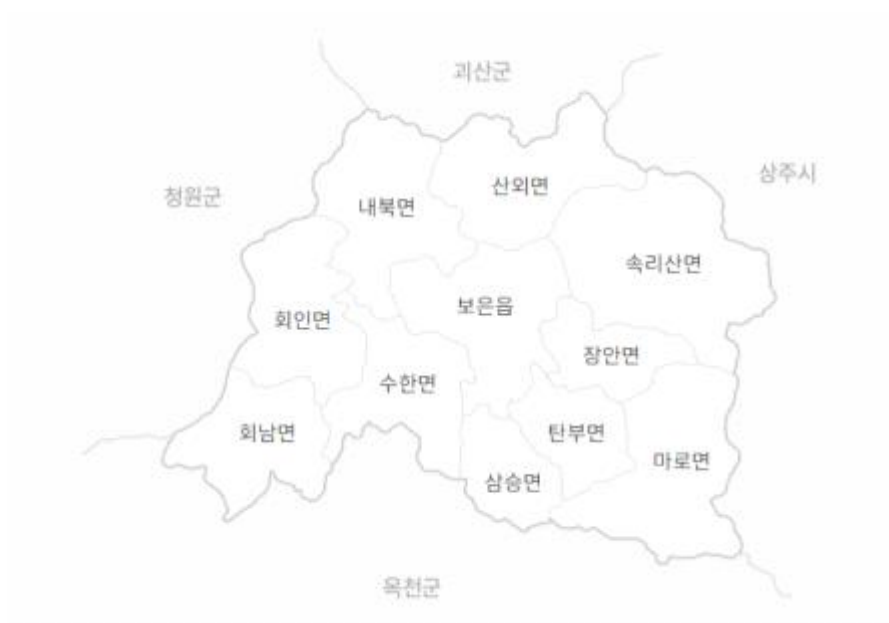 괴산군
상주시
청원군
산외면
내북면
속리산면
보은읍
회인면
장안면
수한면
회남면
탄부면
마로면
삼승면
옥천군